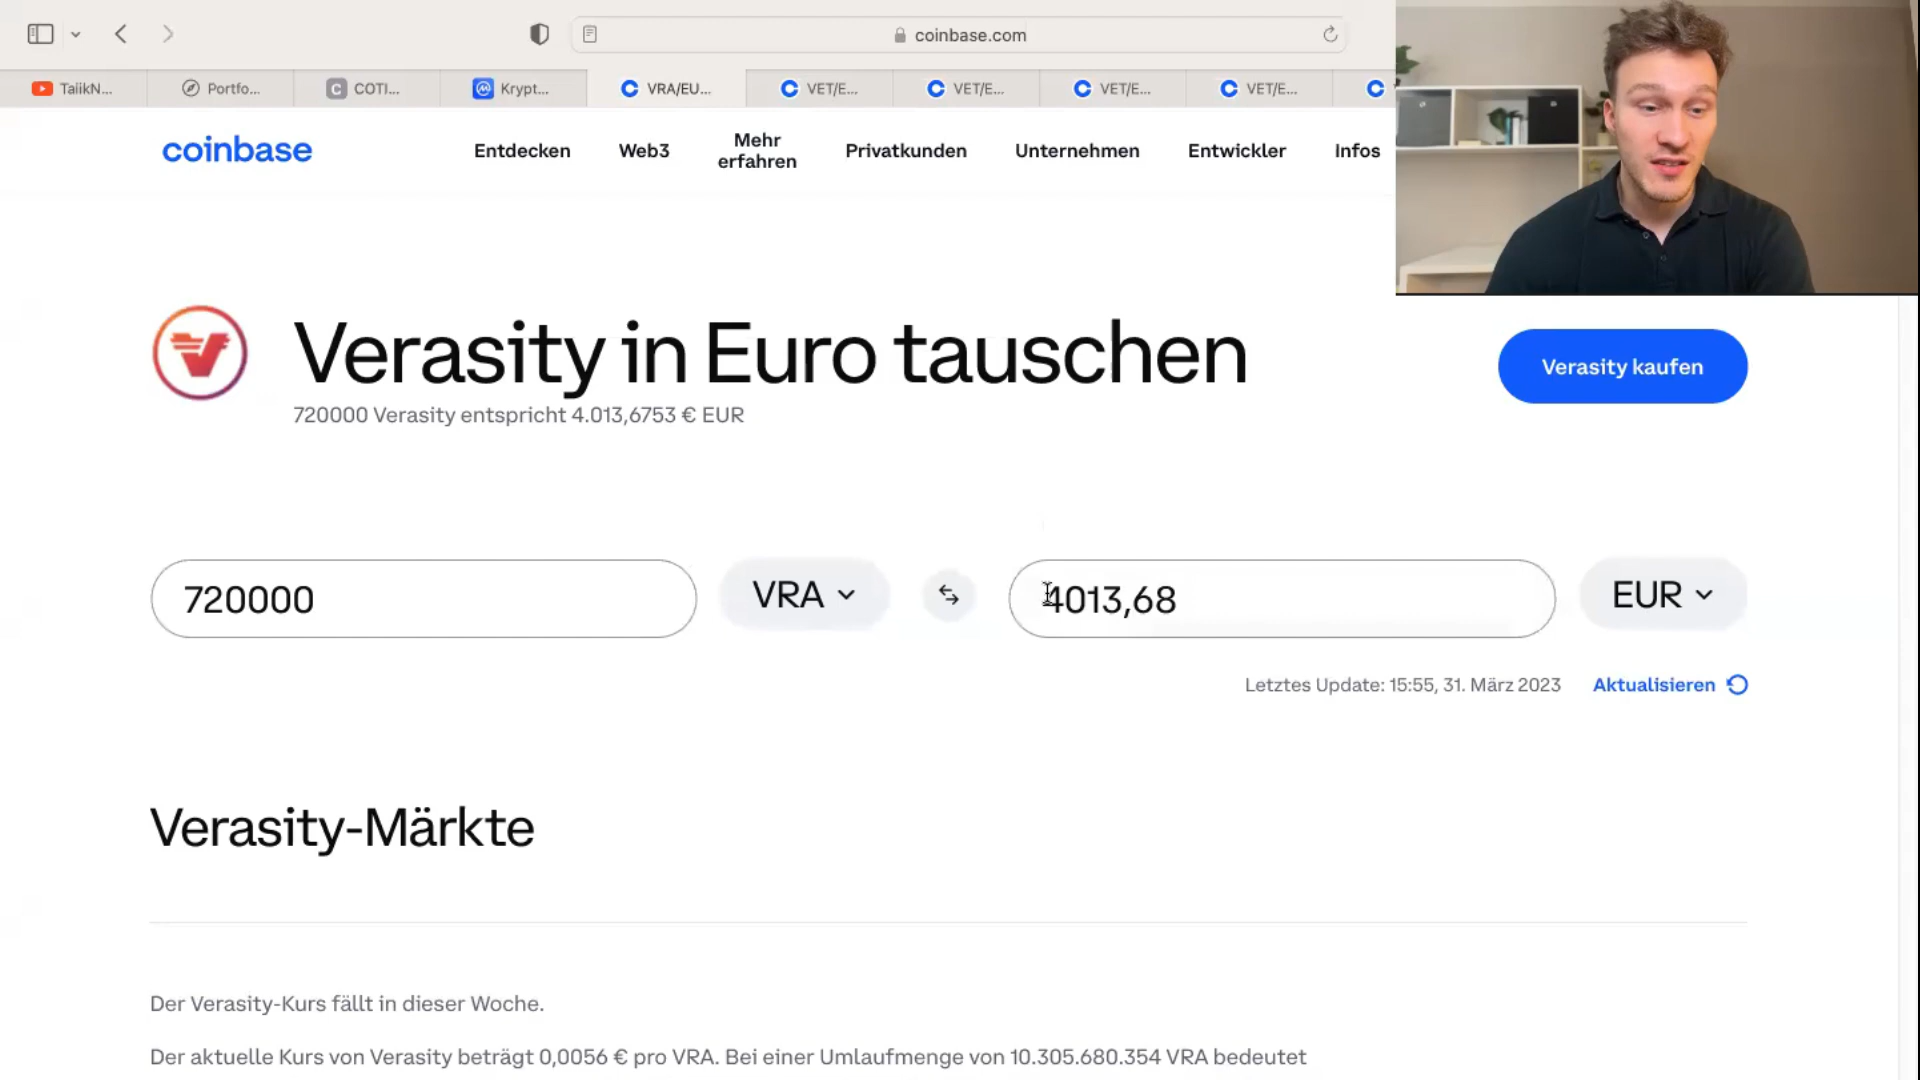 coinbase.com
TaiikN...
Portfo...
COTI...
Krypt...
VRA/EU...
VET/E...
VET/E...
VET/E...
VET/E...
coinbase
Entdecken
Web3
Mehr
erfahren
Privatkunden
Unternehmen
Entwickler
Infos
Verasity in Euro tauschen
720000 Verasity entspricht 4.013,6753 € EUR
Verasity kaufen
720000
VRA
4013,68
EUR
Letztes Update: 15:55, 31. März 2023
Aktualisieren
Verasity-Märkte
Der Verasity-Kurs fällt in dieser Woche.
Der aktuelle Kurs von Verasity beträgt 0,0056 € pro VRA. Bei einer Umlaufmenge von 10.305.680.354 VRA bedeutet